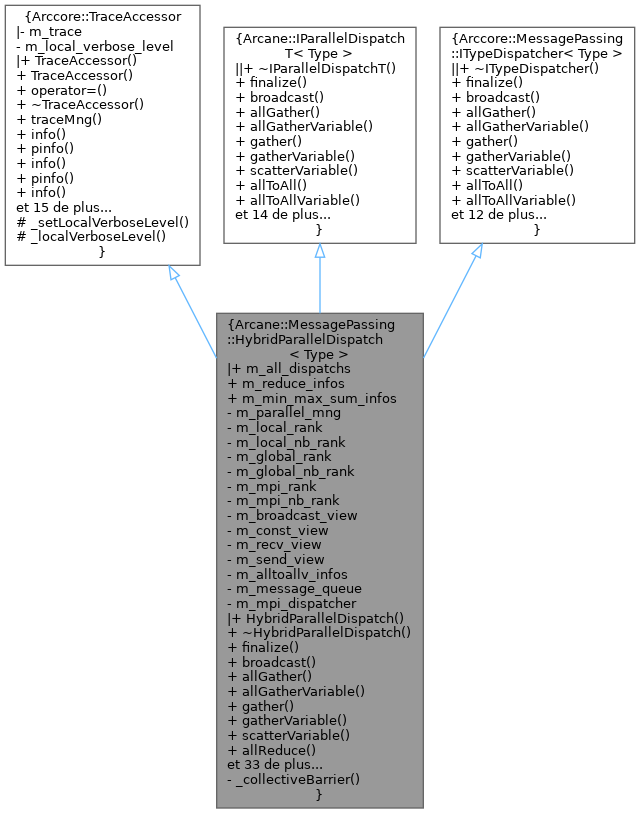 {Arccore::TraceAccessor
|- m_trace
- m_local_verbose_level
|+ TraceAccessor()
+ TraceAccessor()
+ operator=()
+ ~TraceAccessor()
+ traceMng()
+ info()
+ pinfo()
+ info()
+ pinfo()
+ info()
et 15 de plus...
# _setLocalVerboseLevel()
# _localVerboseLevel()
}
{Arcane::IParallelDispatch
T< Type >
||+ ~IParallelDispatchT()
+ finalize()
+ broadcast()
+ allGather()
+ allGatherVariable()
+ gather()
+ gatherVariable()
+ scatterVariable()
+ allToAll()
+ allToAllVariable()
et 14 de plus...
}
{Arccore::MessagePassing
::ITypeDispatcher< Type >
||+ ~ITypeDispatcher()
+ finalize()
+ broadcast()
+ allGather()
+ allGatherVariable()
+ gather()
+ gatherVariable()
+ scatterVariable()
+ allToAll()
+ allToAllVariable()
et 12 de plus...
}
{Arcane::MessagePassing
::HybridParallelDispatch
< Type >
|+ m_all_dispatchs
+ m_reduce_infos
+ m_min_max_sum_infos
- m_parallel_mng
- m_local_rank
- m_local_nb_rank
- m_global_rank
- m_global_nb_rank
- m_mpi_rank
- m_mpi_nb_rank
- m_broadcast_view
- m_const_view
- m_recv_view
- m_send_view
- m_alltoallv_infos
- m_message_queue
- m_mpi_dispatcher
|+ HybridParallelDispatch()
+ ~HybridParallelDispatch()
+ finalize()
+ broadcast()
+ allGather()
+ allGatherVariable()
+ gather()
+ gatherVariable()
+ scatterVariable()
+ allReduce()
et 33 de plus...
- _collectiveBarrier()
}